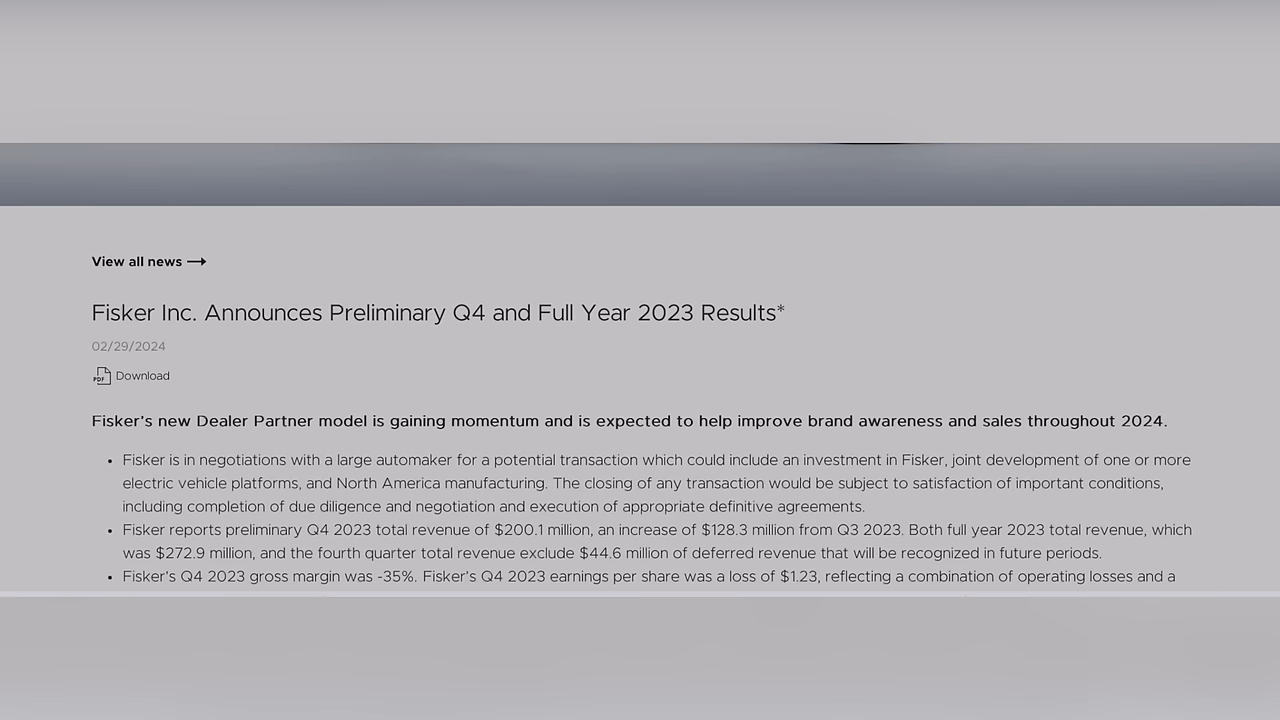 View all news →
Fisker Inc. Announces Preliminary Q4 and Full Year 2023 Results*
02/29/2024
PDF Download
Fisker's new Dealer Partner model is gaining momentum and is expected to help improve brand awareness and sales throughout 2024.
• Fisker is in negotiations with a large automaker for a potential transaction which could include an investment in Fisker, joint development of one or more
electric vehicle platforms, and North America manufacturing. The closing of any transaction would be subject to satisfaction of important conditions,
including completion of due diligence and negotiation and execution of appropriate definitive agreements.
• Fisker reports preliminary Q4 2023 total revenue of $200.1 million, an increase of $128.3 million from Q3 2023. Both full year 2023 total revenue, which
was $272.9 million, and the fourth quarter total revenue exclude $44.6 million of deferred revenue that will be recognized in future periods.
• Fisker's Q4 2023 gross margin was -35%. Fisker's Q4 2023 earnings per share was a loss of $1.23, reflecting a combination of operating losses and a